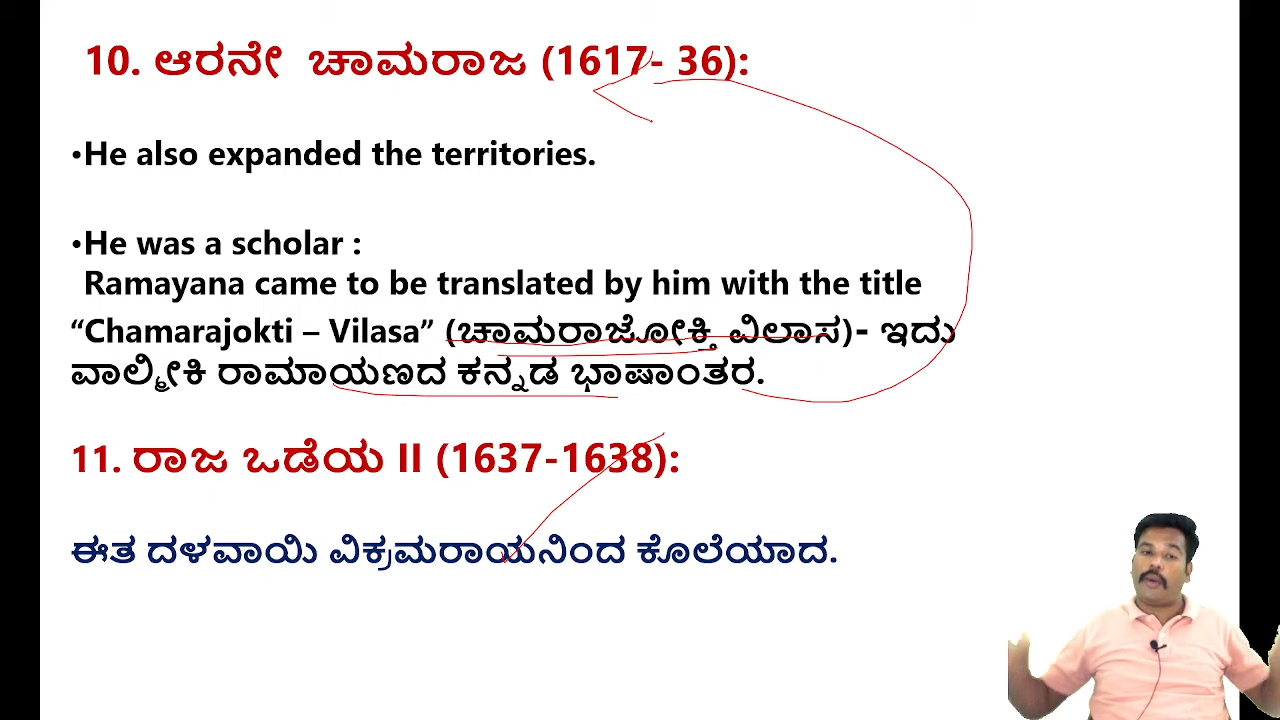 10. ಆರನೇ ಚಾಮರಾಜ (1617- 36):
•He also expanded the territories.
•He was a scholar :
Ramayana came to be translated by him with the title
“Chamarajokti – Vilasa” (ಚಾಮರಾಜೋಕ್ತಿ ವಿಲಾಸ)- ಇದು
ವಾಲ್ಮೀಕಿ ರಾಮಾಯಣದ ಕನ್ನಡ ಭಾಷಾಂತರ.
11. ರಾಜ ಒಡೆಯ II (1637-1638):
ಈತ ದಳವಾಯಿ ವಿಕ್ರಮರಾಯನಿಂದ ಕೊಲೆಯಾದ.